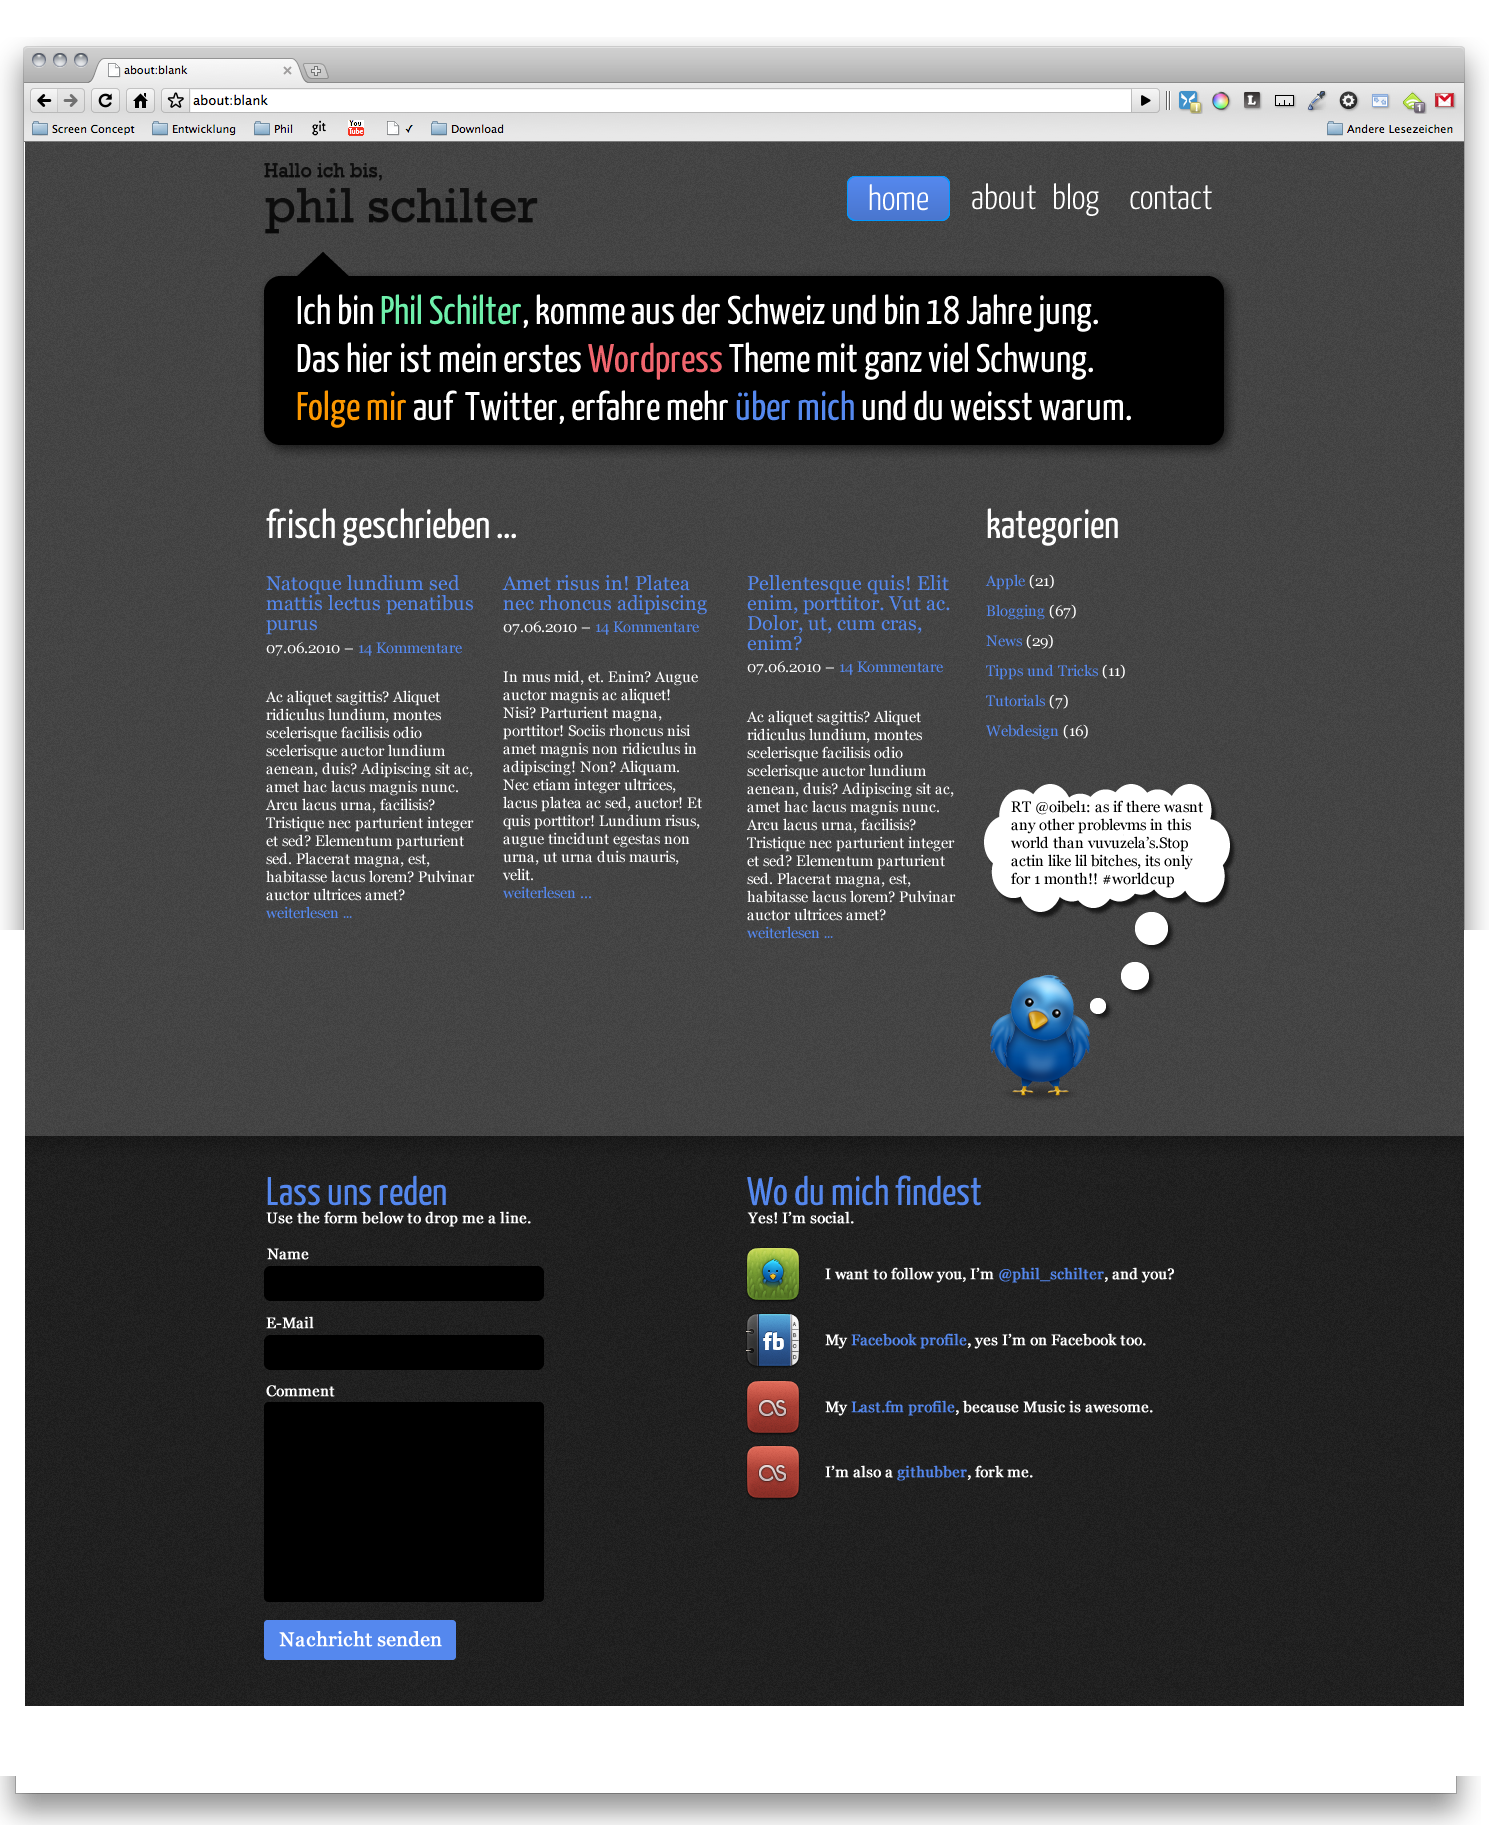 about:blank
about:blank
Screen Concept Entwicklung Phil git You Tube ✓ Download Andere Lesezeichen
Hallo ich bis,
phil schilter
home about blog contact
Ich bin Phil Schilter, komme aus der Schweiz und bin 18 Jahre jung.
Das hier ist mein erstes Wordpress Theme mit ganz viel Schwung.
Folge mir auf Twitter, erfahre mehr über mich und du weisst warum.
frisch geschrieben ...
Natoque lundium sed
mattis lectus penatibus
purus
07.06.2010 – 14 Kommentare
Ac aliquet sagittis? Aliquet
ridiculus lundium, montes
scelerisque facilisis odio
scelerisque auctor lundium
aenean, duis? Adipiscing sit ac,
amet hac lacus magnis nunc.
Arcu lacus urna, facilisis?
Tristique nec parturient integer
et sed? Elementum parturient
sed. Placerat magna, est,
habitasse lacus lorem? Pulvinar
auctor ultrices amet?
weiterlesen ...
Amet risus in! Platea
nec rhoncus adipiscing
07.06.2010 – 14 Kommentare
In mus mid, et. Enim? Augue
auctor magnis ac aliquet!
Nisi? Parturient magna,
porttitor! Sociis rhoncus nisi
amet magnis non ridiculus in
adipiscing! Non? Aliquam.
Nec etiam integer ultrices,
lacus platea ac sed, auctor! Et
quis porttitor! Lundium risus,
augue tincidunt egestas non
urna, ut urna duis mauris,
velit.
weiterlesen ...
Pellentesque quis! Elit
enim, porttitor. Vut ac.
Dolor, ut, cum cras,
enim?
07.06.2010 – 14 Kommentare
Ac aliquet sagittis? Aliquet
ridiculus lundium, montes
scelerisque facilisis odio
scelerisque auctor lundium
aenean, duis? Adipiscing sit ac,
amet hac lacus magnis nunc.
Arcu lacus urna, facilisis?
Tristique nec parturient integer
et sed? Elementum parturient
sed. Placerat magna, est,
habitasse lacus lorem? Pulvinar
auctor ultrices amet?
weiterlesen ...
kategorien
Apple (21)
Blogging (67)
News (29)
Tipps und Tricks (11)
Tutorials (7)
Webdesign (16)
RT @oibel1: as if there wasnt
any other problevms in this
world than vuvuzela's.Stop
actin like lil bitches, its only
for 1 month!! #worldcup
Lass uns reden
Use the form below to drop me a line.
Name
E-Mail
Comment
Nachricht senden
Wo du mich findest
Yes! I'm social.
I want to follow you, I'm @phil_schilter, and you?
fb
A
B
C
D
My Facebook profile, yes I'm on Facebook too.
My Last.fm profile, because Music is awesome.
I'm also a githubber, fork me.